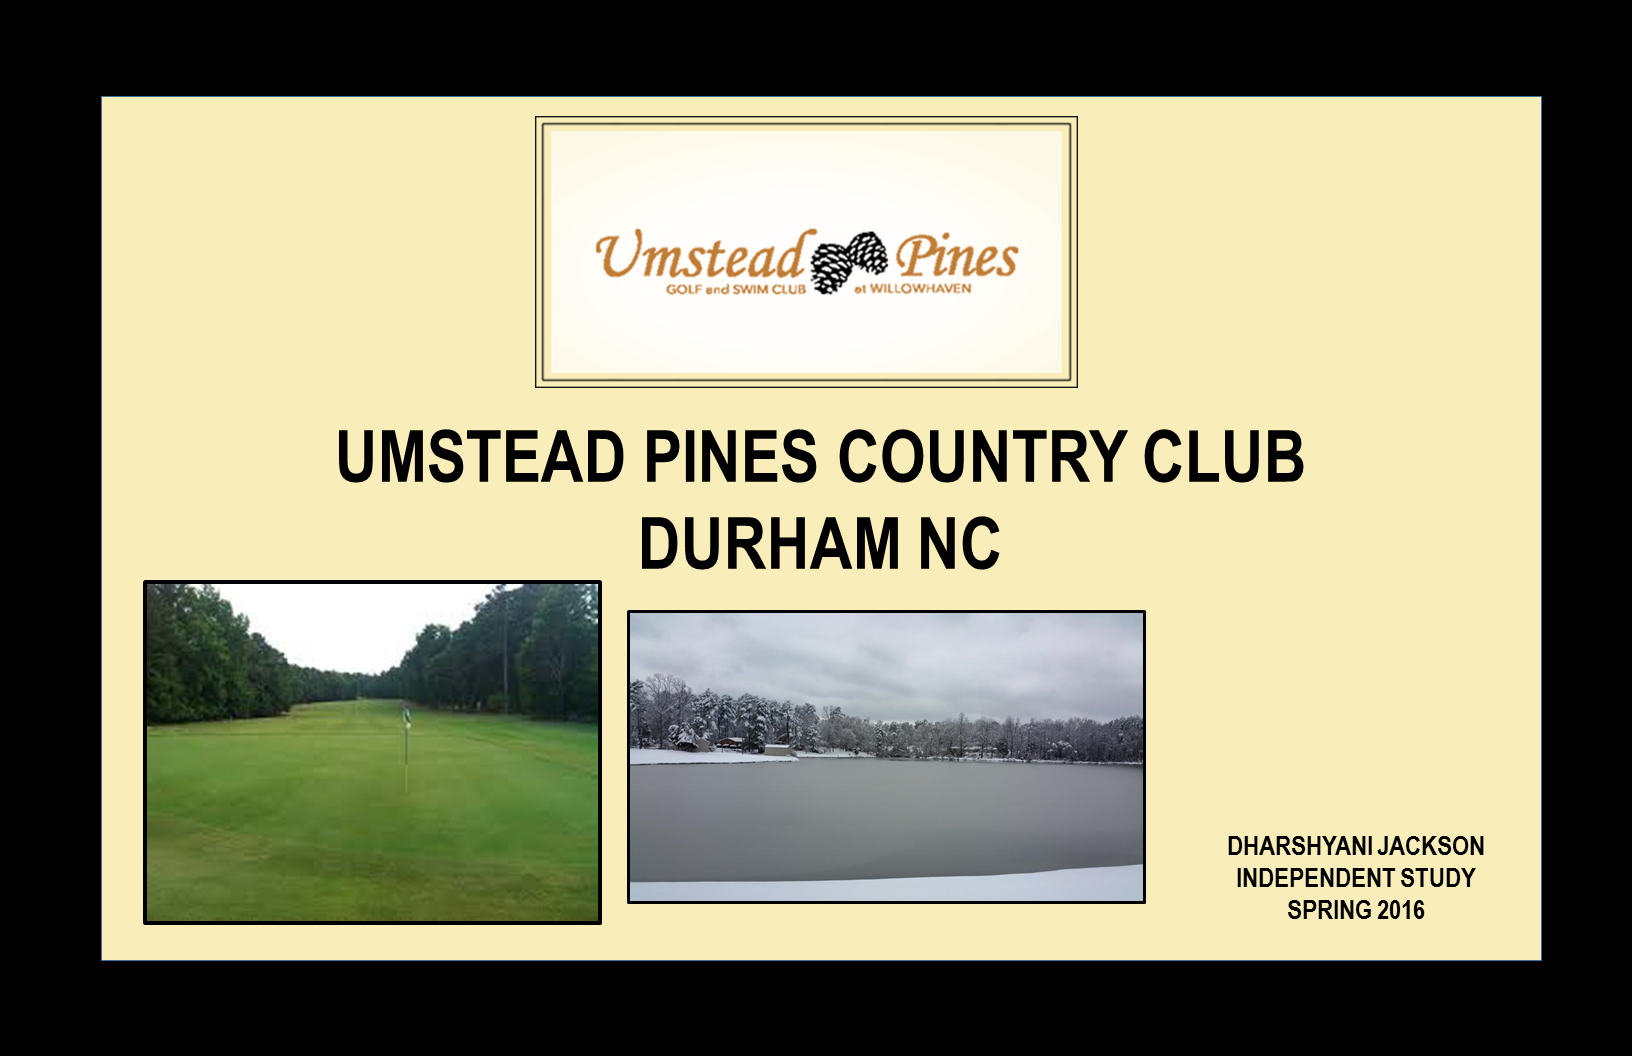 Umstead Pines
GOLF and SWIM CLUB at WILLOWHAVEN
UMSTEAD PINES COUNTRY CLUB
DURHAM NC
DHARSHYANI JACKSON
INDEPENDENT STUDY
SPRING 2016